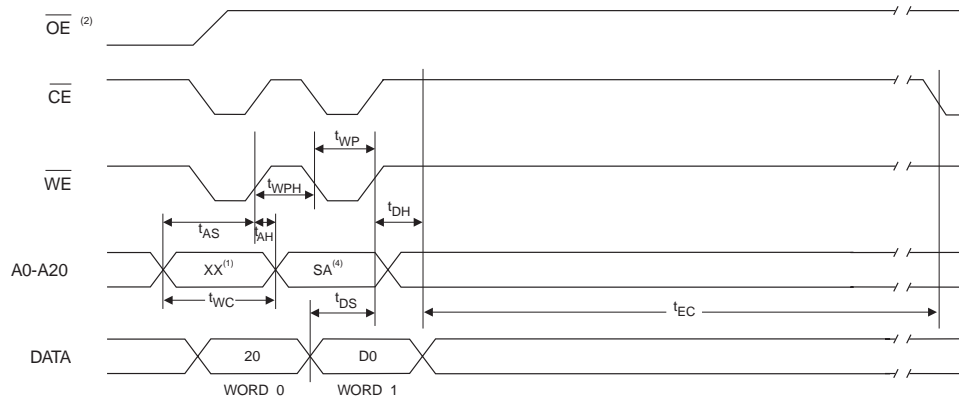 OE (2)
CE
tWP
WE
tWPH
tDH
tAS
tAH
A0-A20
XX(1)
SA(4)
tWC
tDS
tEC
DATA
20
D0
WORD 0
WORD 1